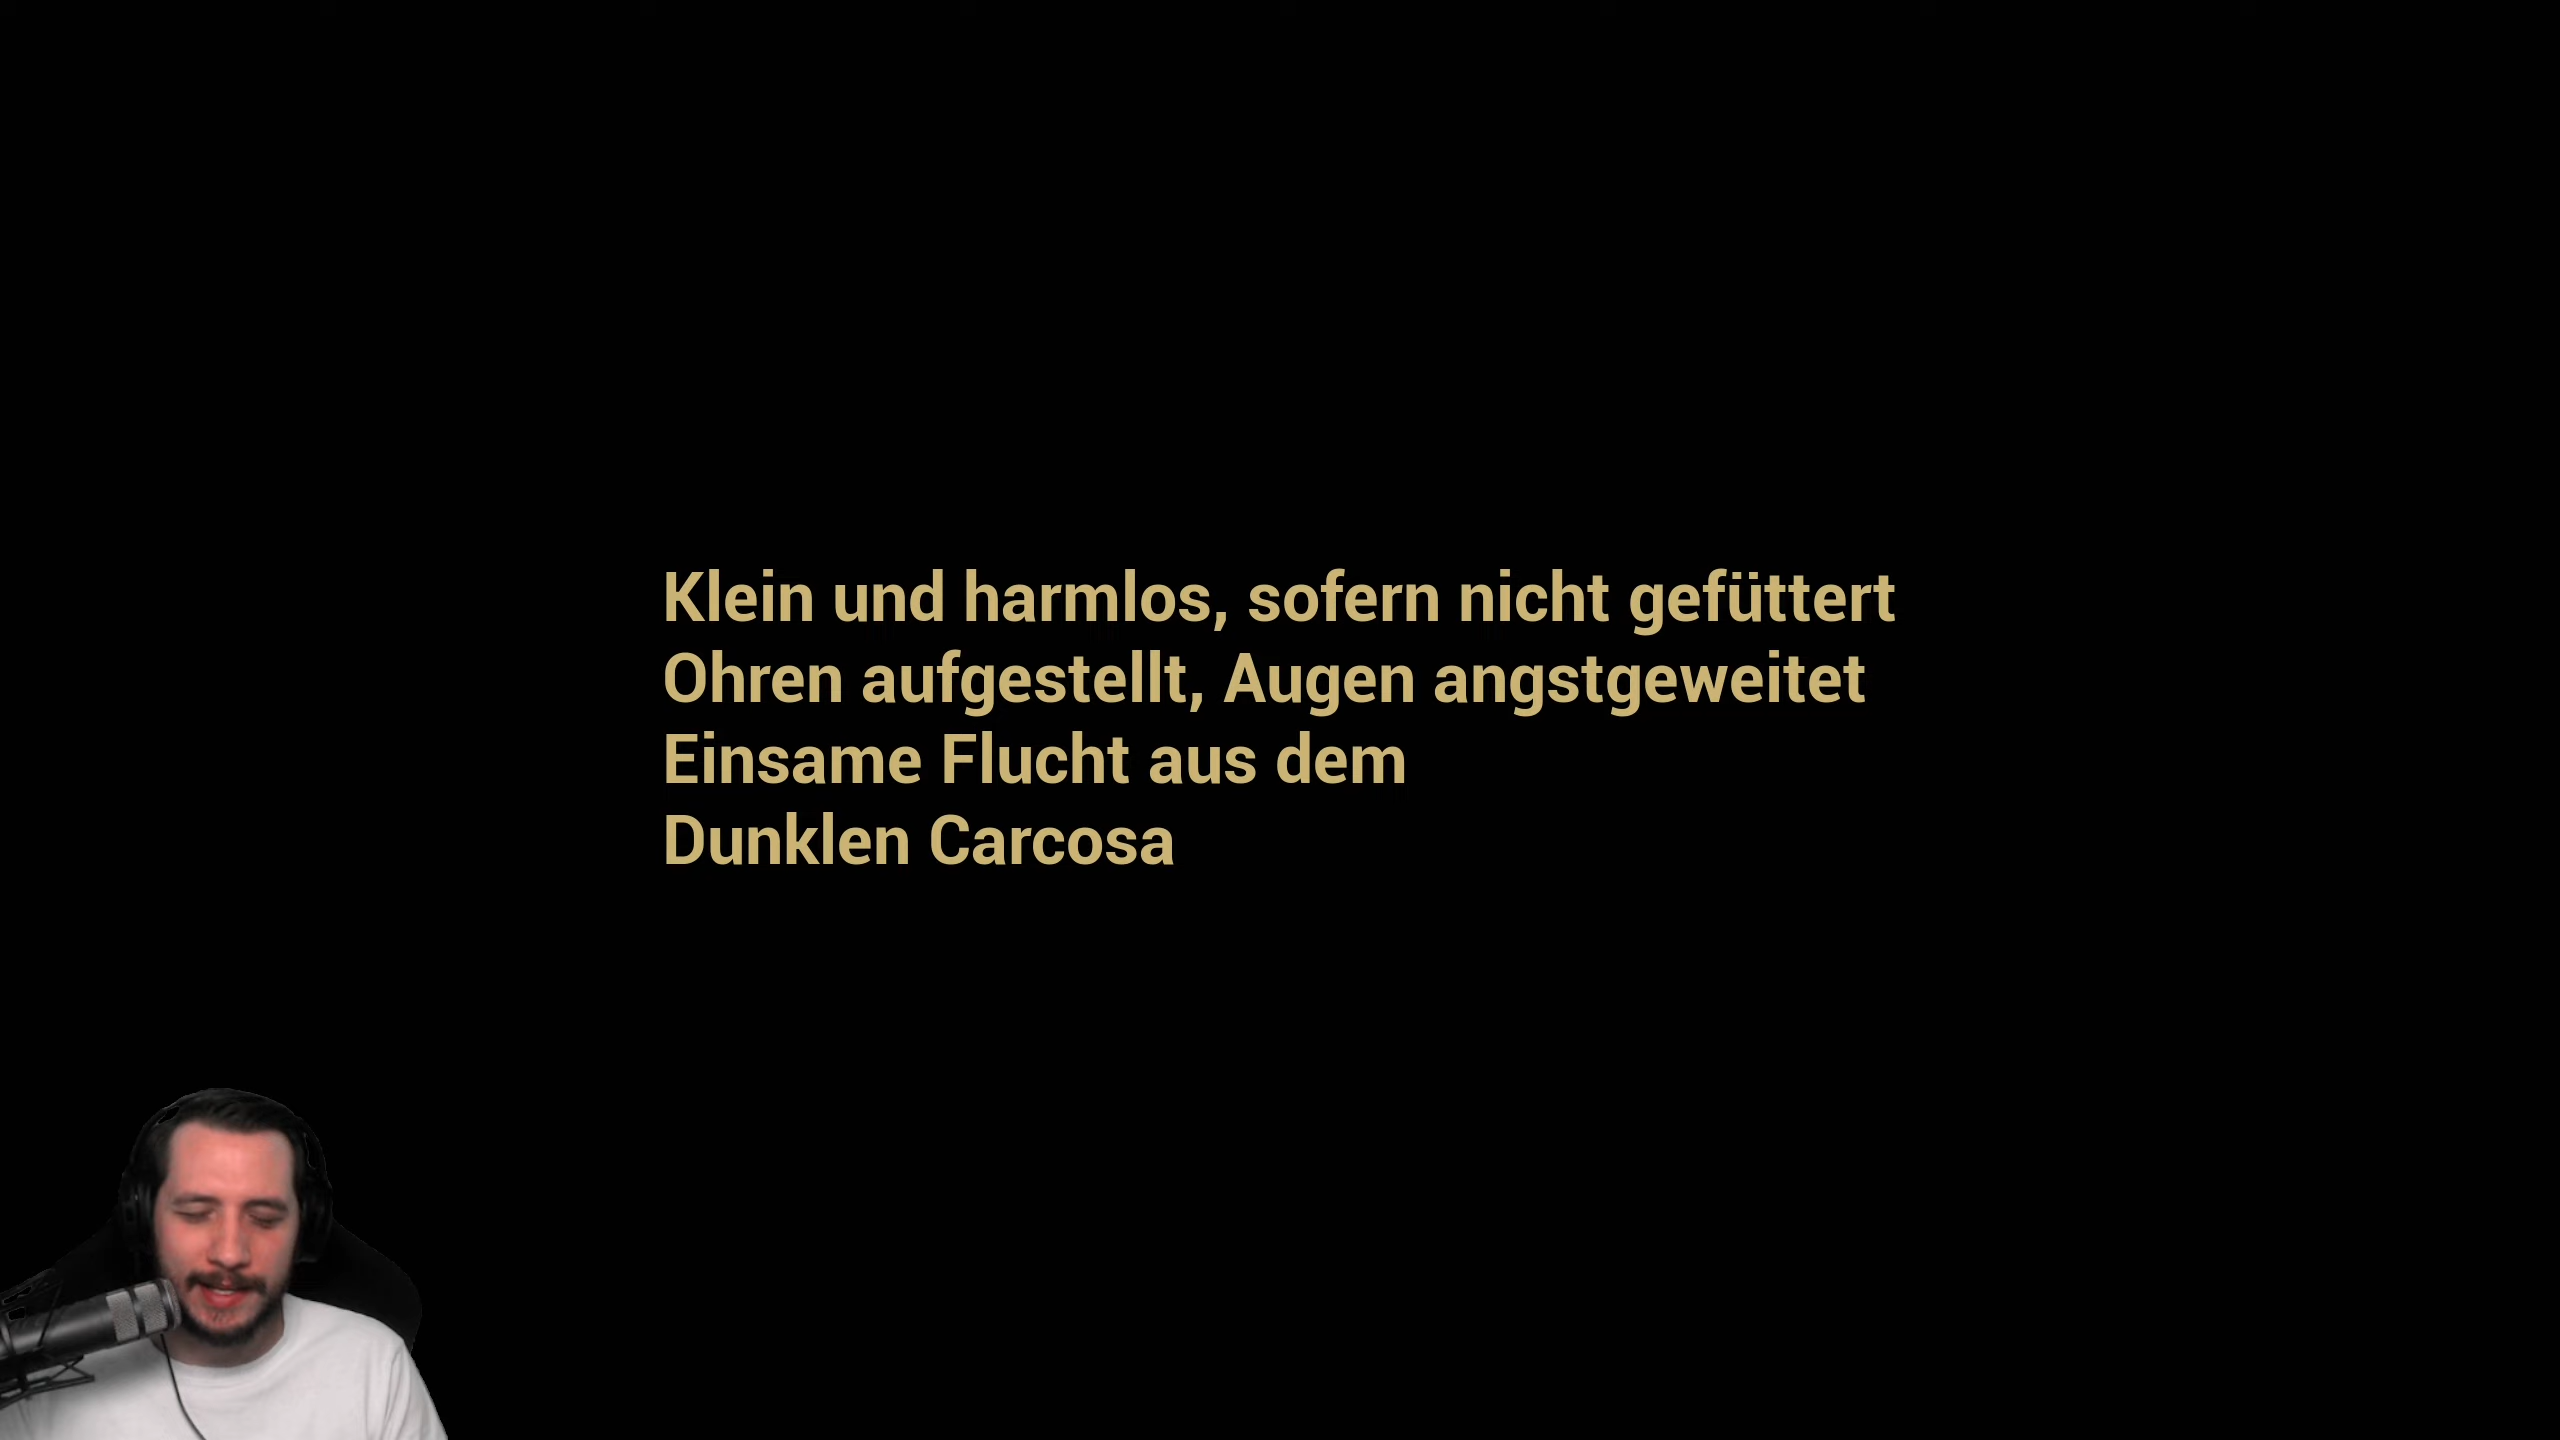 Klein und harmlos, sofern nicht gefüttert
Ohren aufgestellt, Augen angstgeweitet
Einsame Flucht aus dem
Dunklen Carcosa